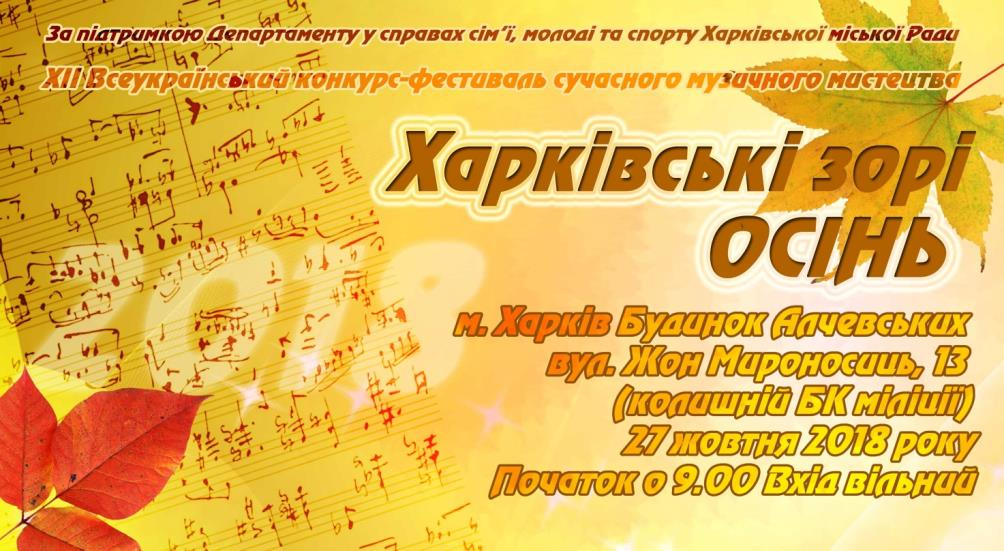 За підтримкою Департаменту у справах сім'ї, молоді та спорту Харківської міської Ради
XII Всеукраїнський конкурс-фестиваль сучасного музичного мистецтва
Харківські зорі
ОСІНЬ
2018
м. Харків Будинок Алчевських
вул. Жон Мироносиць, 13
(колишній БК міліції)
27 жовтня 2018 року
Початок о 9.00 Вхід вільний